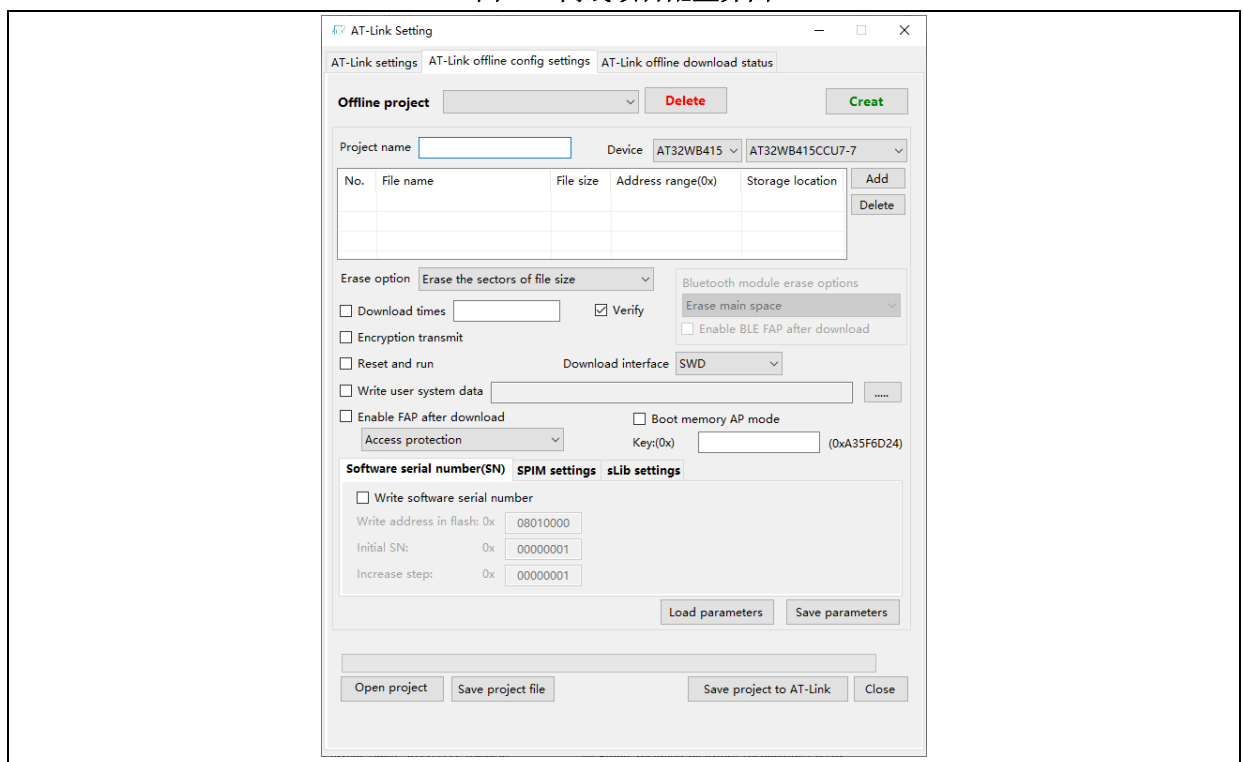 AT-Link Setting
AT-Link settings AT-Link offline config settings AT-Link offline download status
Offline project Delete Creat
Project name Device AT32WB415 AT32WB415CCU7-7
No. File name File size Address range(0x) Storage location Add
Delete
Erase option Erase the sectors of file size
Bluetooth module erase options
Erase main space
Download times Verify
Enable BLE FAP after download
Encryption transmit
Reset and run Download interface SWD
Write user system data .....
Enable FAP after download Boot memory AP mode
Access protection Key:(0x) (0xA35F6D24)
Software serial number(SN) SPIM settings sLib settings
Write software serial number
Write address in flash: 0x 08010000
Initial SN: 0x 00000001
Increase step: 0x 00000001
Load parameters Save parameters
Open project Save project file Save project to AT-Link Close